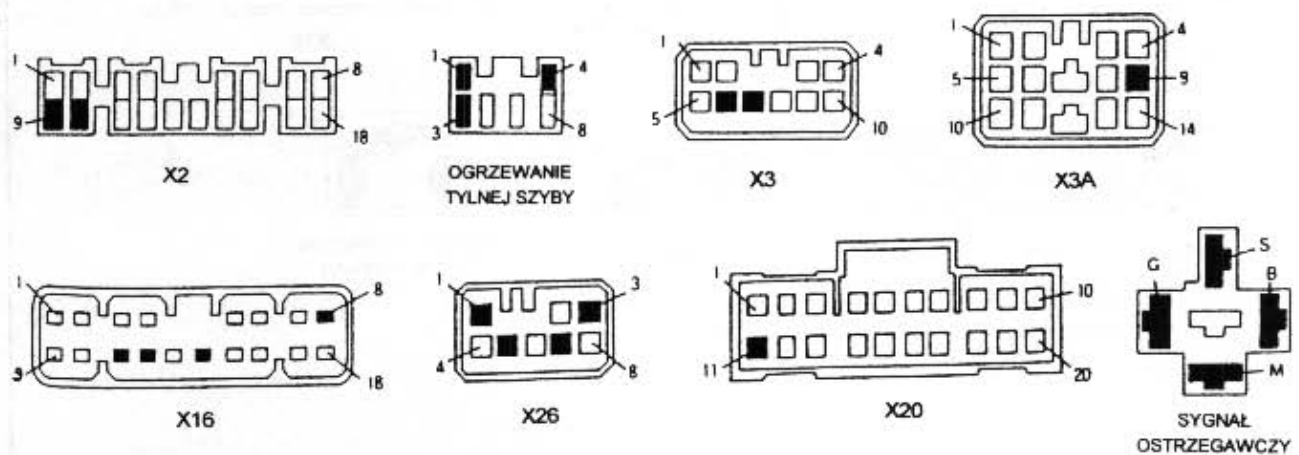 1
8
9
18
X2
1
4
3
8
OGRZEWANIE
TYLNEJ SZYBY
1
4
5
10
X3
1
4
5
9
10
14
X3A
1
8
9
18
X16
1
3
4
8
X26
1
10
11
20
X20
S
G
B
M
SYGNAŁ
OSTRZEGAWCZY